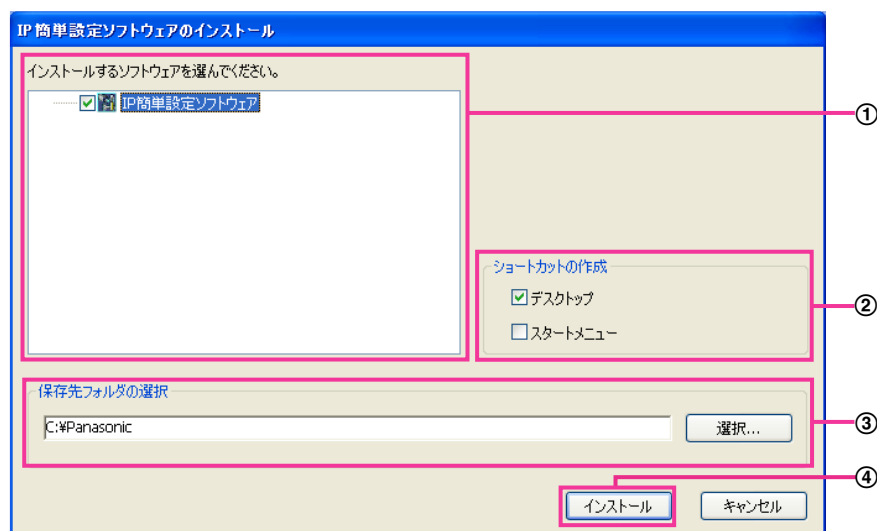 IP簡単設定ソフトウェアのインストール
インストールするソフトウェアを選んでください。
IP簡単設定ソフトウェア
①
ショートカットの作成
デスクトップ
②
スタートメニュー
保存先フォルダの選択
C:¥Panasonic
選択...
③
④
インストール
キャンセル